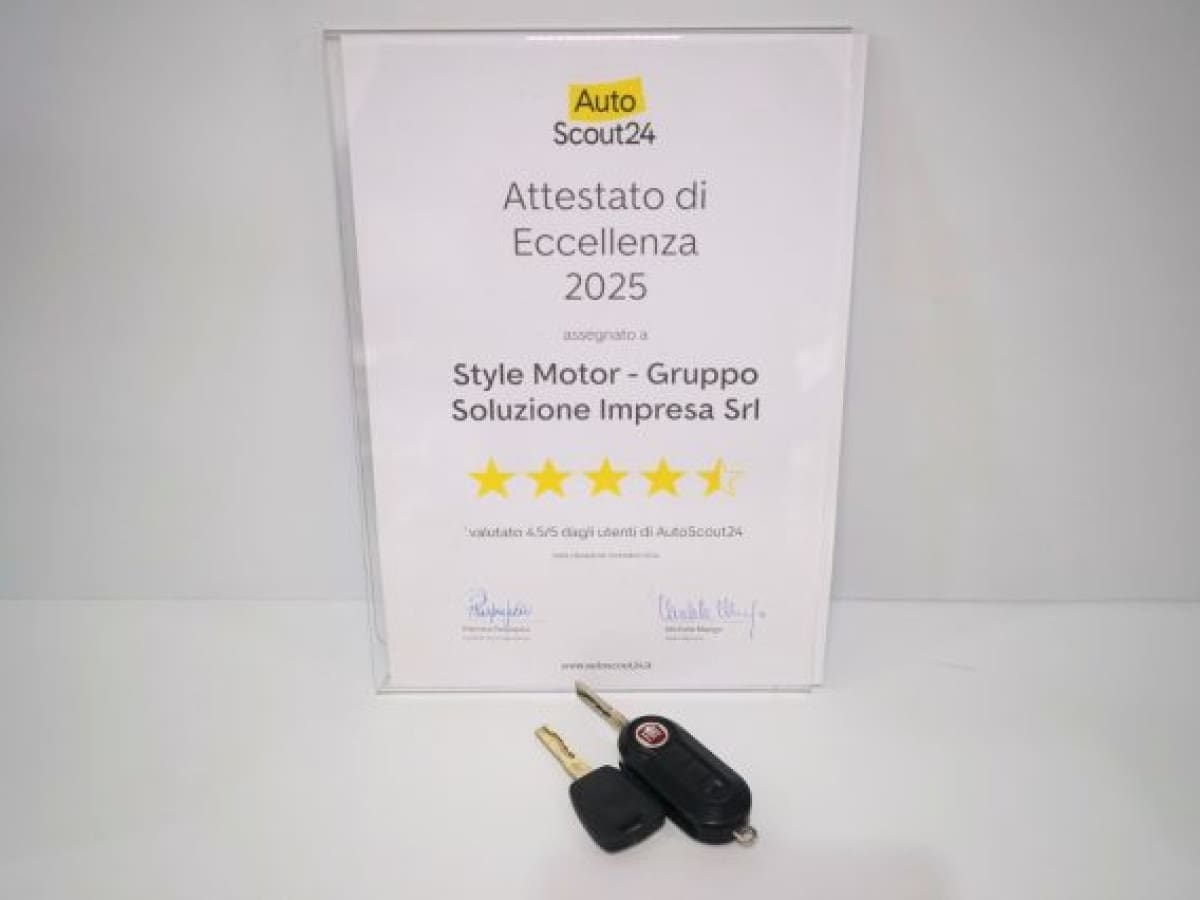 Auto
Scout24
Attestato di
Eccellenza
2025
assegnato a
Style Motor - Gruppo
Soluzione Impresa Srl
valutato 4.5/5 dagli utenti di AutoScout24
www.autoscout24.it